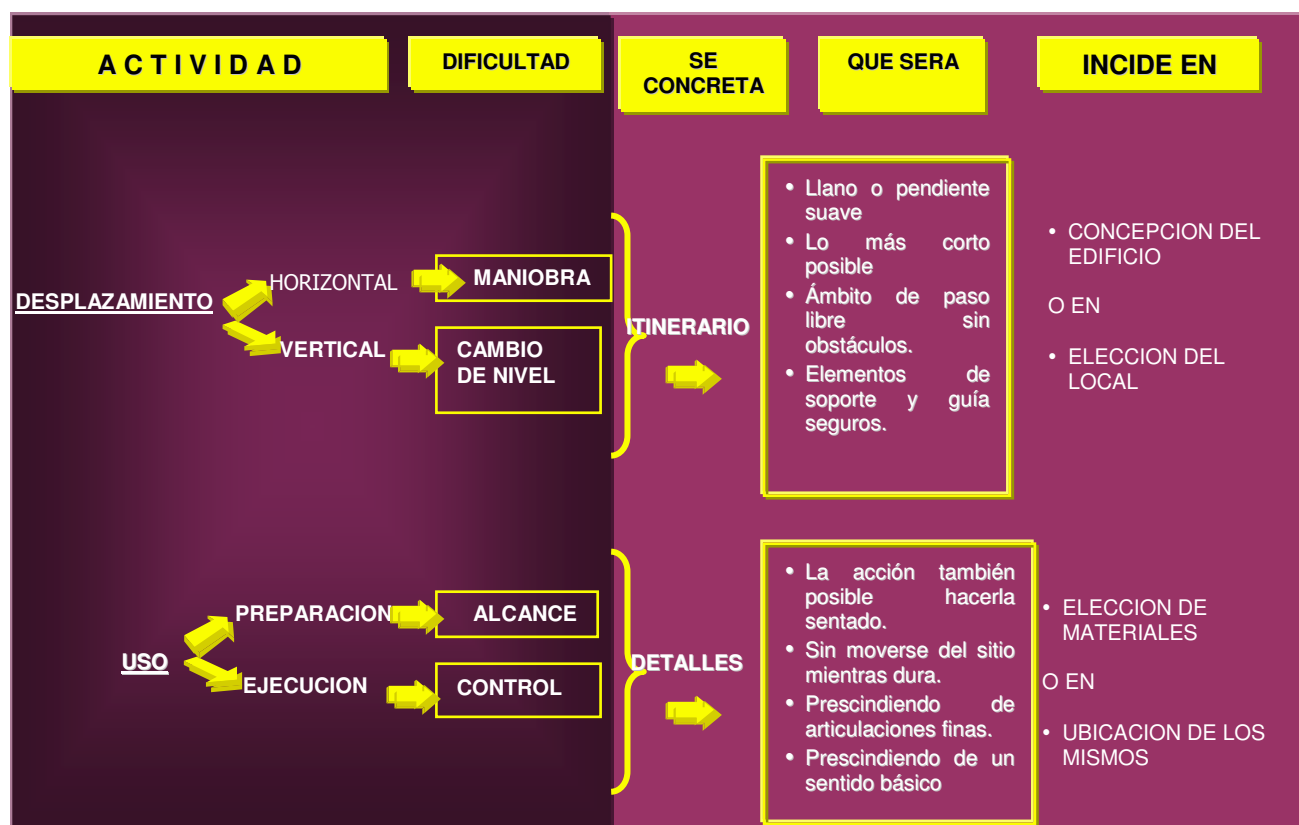 A C T I V I D A D
DIFICULTAD
SE
CONCRETA
QUE SERA
INCIDE EN
DESPLAZAMIENTO
HORIZONTAL
MANIOBRA
VERTICAL
CAMBIO
DE NIVEL
ITINERARIO
• Llano o pendiente
suave
• Lo más corto
posible
• Ámbito de paso
libre sin
obstáculos.
• Elementos de
soporte y guía
seguros.
• CONCEPCION DEL
EDIFICIO
O EN
• ELECCION DEL
LOCAL
USO
PREPARACION
ALCANCE
EJECUCION
CONTROL
DETALLES
• La acción también
posible hacerla
sentado.
• Sin moverse del sitio
mientras dura.
• Prescindiendo de
articulaciones finas.
• Prescindiendo de un
sentido básico
• ELECCION DE
MATERIALES
O EN
• UBICACION DE LOS
MISMOS